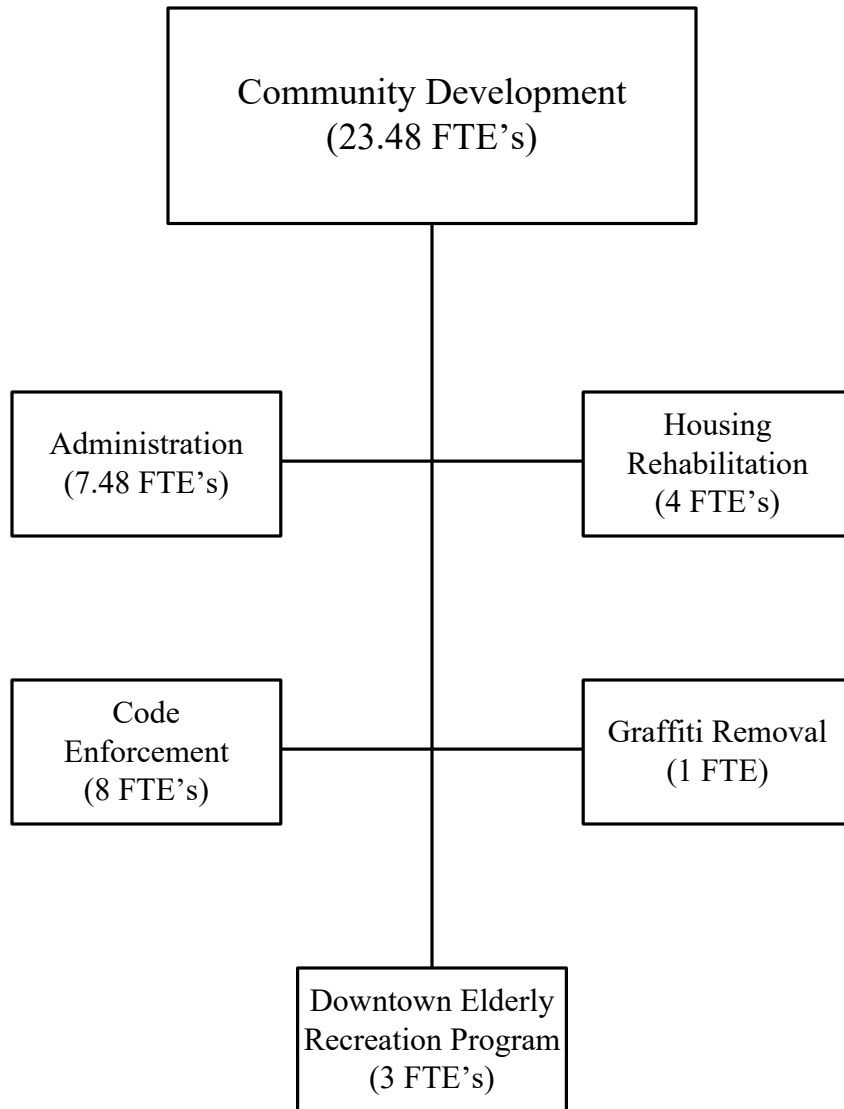 Community Development
(23.48 FTE’s)
Administration
(7.48 FTE’s)
Housing
Rehabilitation
(4 FTE’s)
Code
Enforcement
(8 FTE’s)
Graffiti Removal
(1 FTE)
Downtown Elderly
Recreation Program
(3 FTE’s)